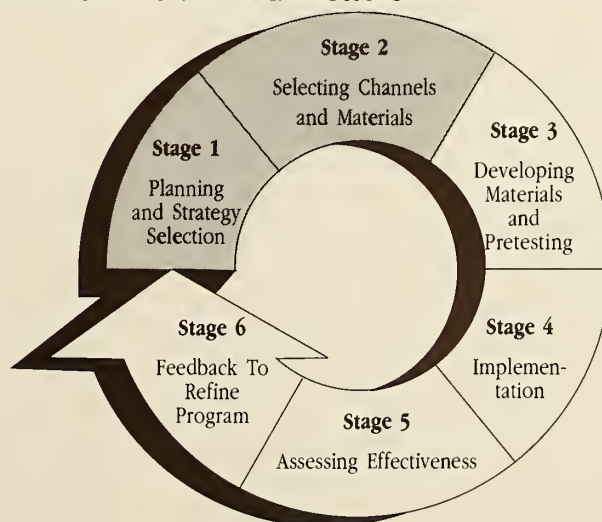 Stage 1
Planning
and Strategy
Selection
Stage 2
Selecting Channels
and Materials
Stage 3
Developing
Materials
and
Pretesting
Stage 4
Implemen-
tation
Stage 5
Assessing Effectiveness
Stage 6
Feedback To
Refine
Program